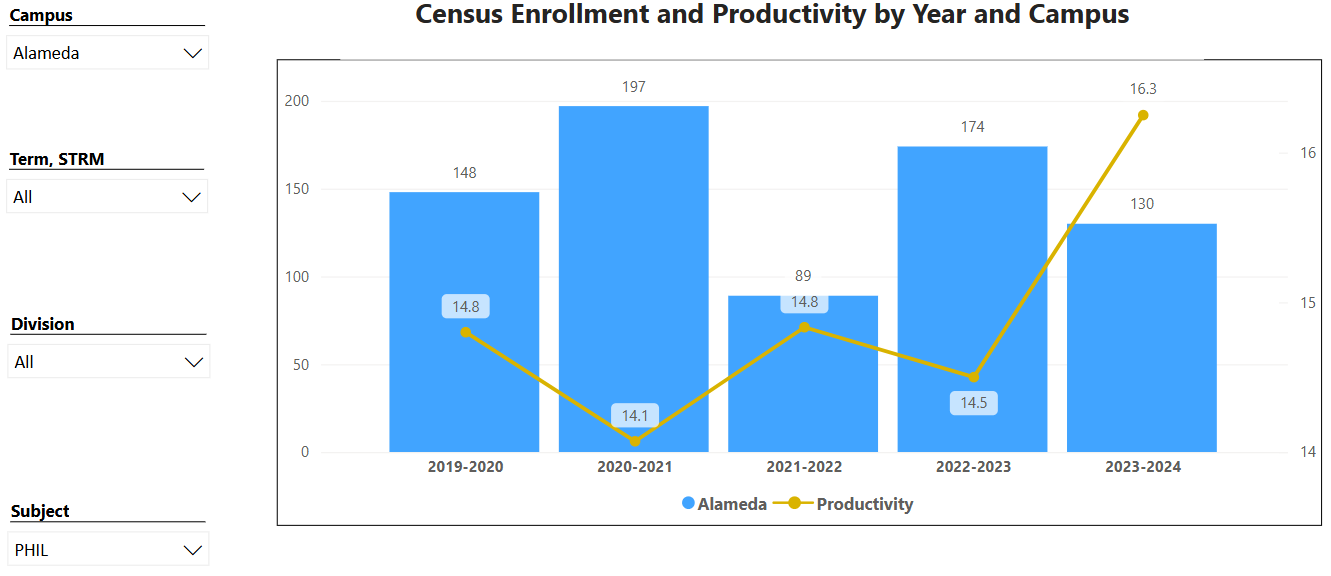 Campus
Alameda
Term, STRM
All
Division
All
Subject
PHIL
Census Enrollment and Productivity by Year and Campus
200
150
100
50
0
16
15
14
148
197
89
174
130
14.8
14.1
14.8
14.5
16.3
2019-2020
2020-2021
2021-2022
2022-2023
2023-2024
Alameda
Productivity